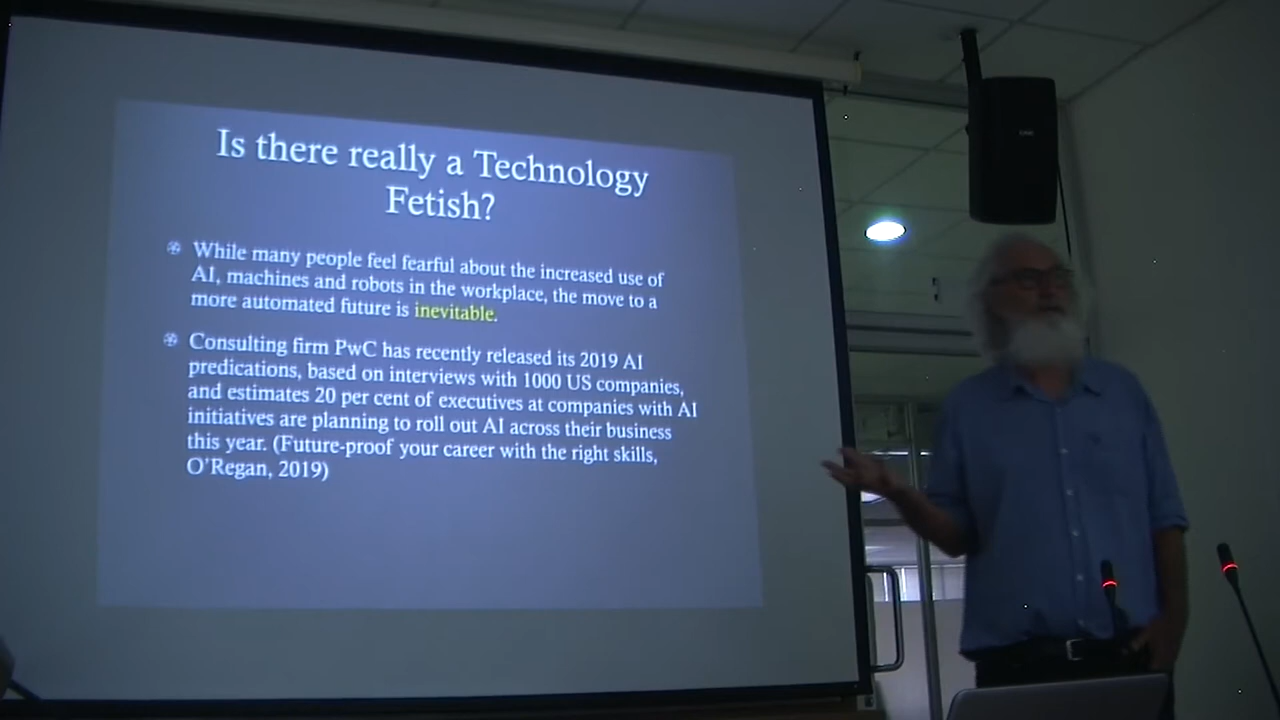 Is there really a Technology
Fetish?
While many people feel fearful about the increased use of
AI, machines and robots in the workplace, the move to a
more automated future is inevitable.
Consulting firm PwC has recently released its 2019 AI
predications, based on interviews with 1000 US companies,
and estimates 20 per cent of executives at companies with AI
initiatives are planning to roll out AI across their business
this year. (Future-proof your career with the right skills,
O'Regan, 2019)